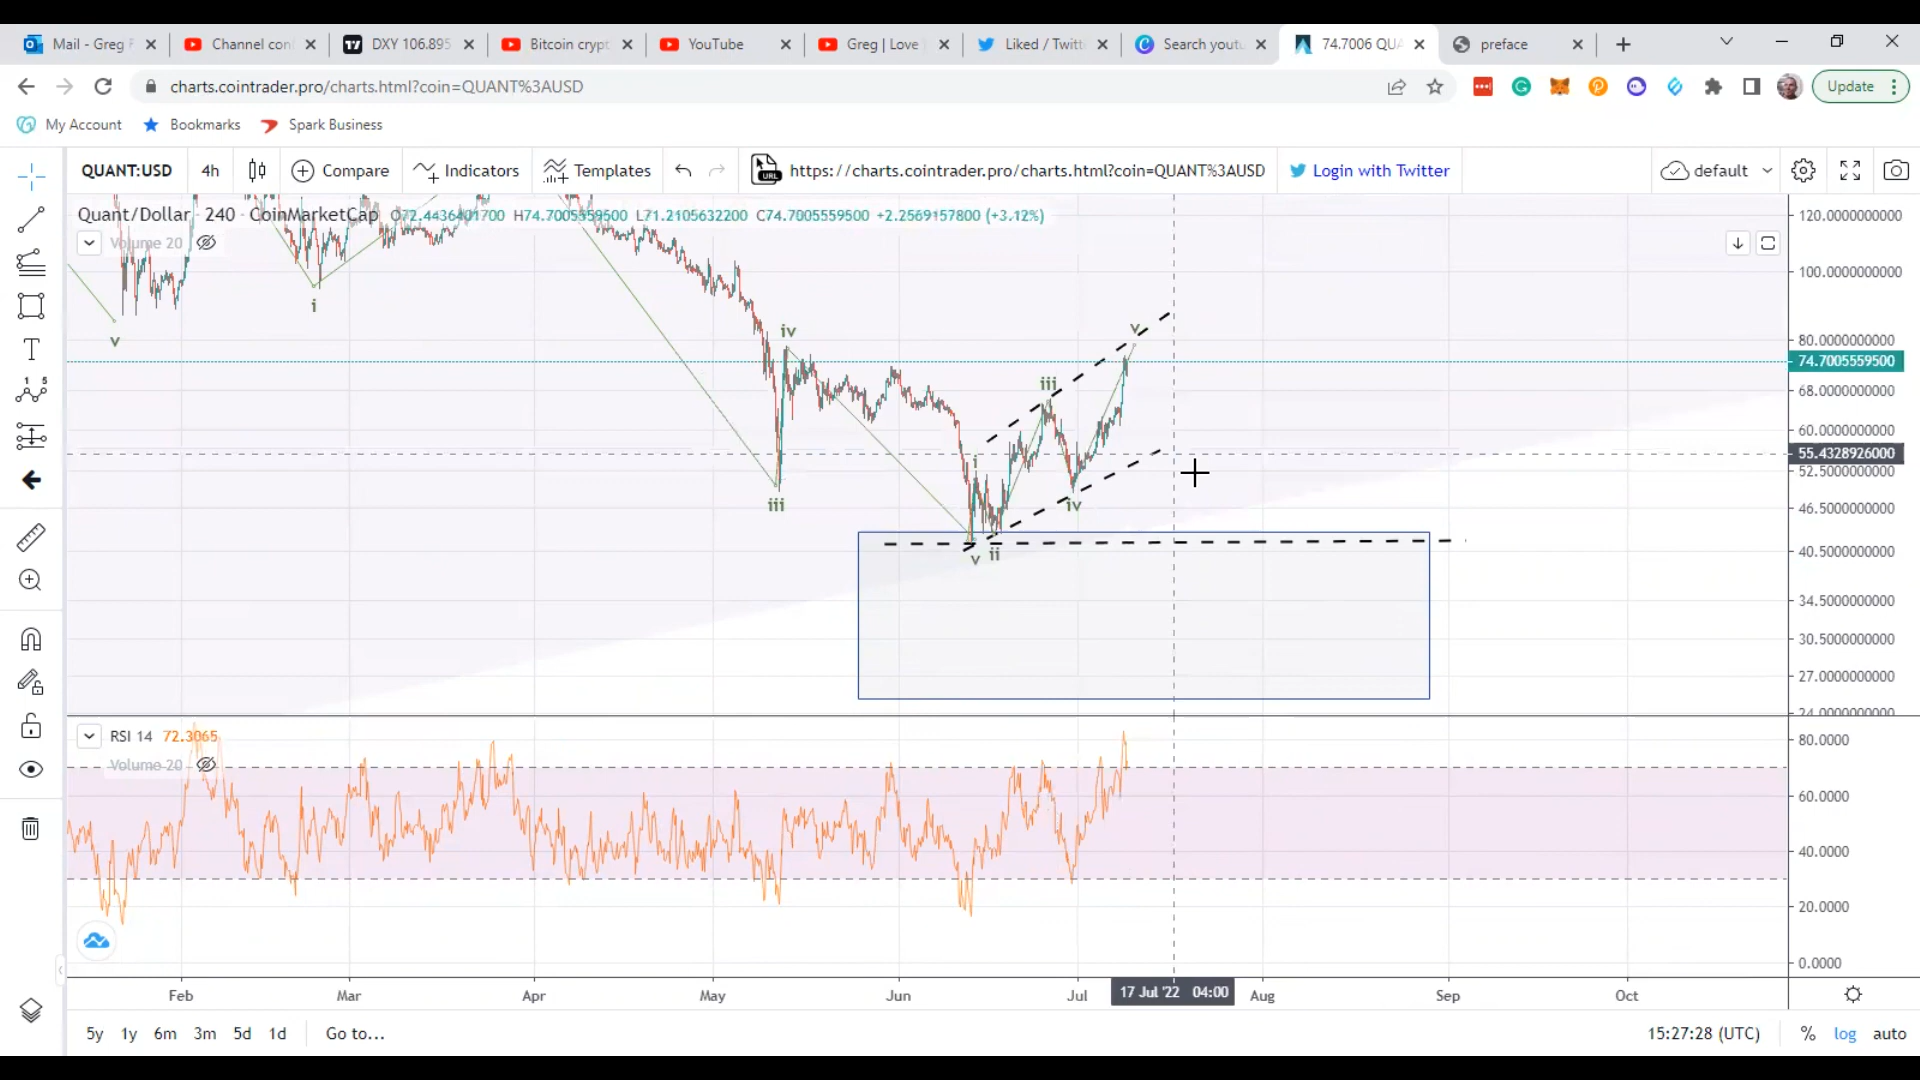 Mail - Greg F
Channel con
DXY 106.895
Bitcoin crypt
YouTube
Greg | Love
Liked / Twitt
Search youtu
74.7006 QUA
preface
charts.cointrader.pro/charts.html?coin=QUANT%3AUSD
Update
My Account
Bookmarks
Spark Business
QUANT:USD
4h
Compare
Indicators
Templates
URL
https://charts.cointrader.pro/charts.html?coin=QUANT%3AUSD
Login with Twitter
default
Quant/Dollar · 240 · CoinMarketCap O72.4436401700 H74.7005559500 L71.2105632200 C74.7005559500 +2.2569157800 (+3.12%)
Volume 20
120.0000000000
100.0000000000
80.0000000000
74.7005559500
68.0000000000
60.0000000000
55.4328926000
52.5000000000
46.5000000000
40.5000000000
34.5000000000
30.5000000000
27.0000000000
24.0000000000
v
i
iii
iv
v
i
ii
iii
iv
v
RSI 14 72.3065
Volume 20
80.0000
60.0000
40.0000
20.0000
0.0000
Feb
Mar
Apr
May
Jun
Jul
17 Jul '22 04:00
Aug
Sep
Oct
5y
1y
6m
3m
5d
1d
Go to...
15:27:28 (UTC)
%
log
auto